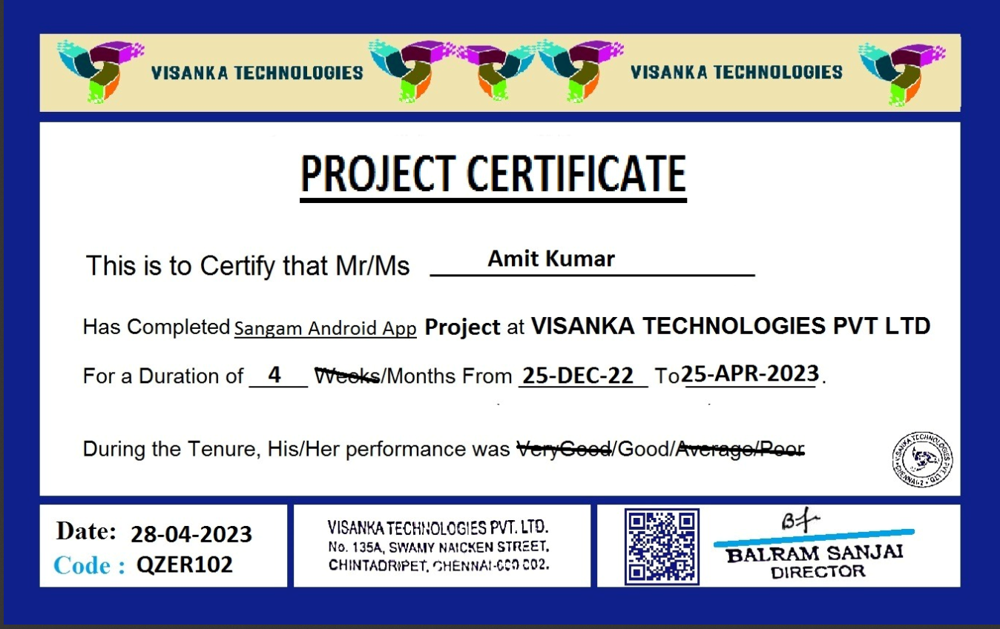 VISANKA TECHNOLOGIES VISANKA TECHNOLOGIES
PROJECT CERTIFICATE
This is to Certify that Mr/Ms Amit Kumar
Has Completed Sangam Android App Project at VISANKA TECHNOLOGIES PVT LTD
For a Duration of 4 Weeks/Months From 25-DEC-22 To 25-APR-2023.
During the Tenure, His/Her performance was VeryGood/Good/Average/Poor
VISANKA TECHNOLOGIES PVT. LTD.
CHENNAI-2
Date: 28-04-2023
Code : QZER102
VISANKA TECHNOLOGIES PVT. LTD.
No. 135A, SWAMY NAICKEN STREET,
CHINTADRIPET, CHENNAI-600 002.
BALRAM SANJAI
DIRECTOR